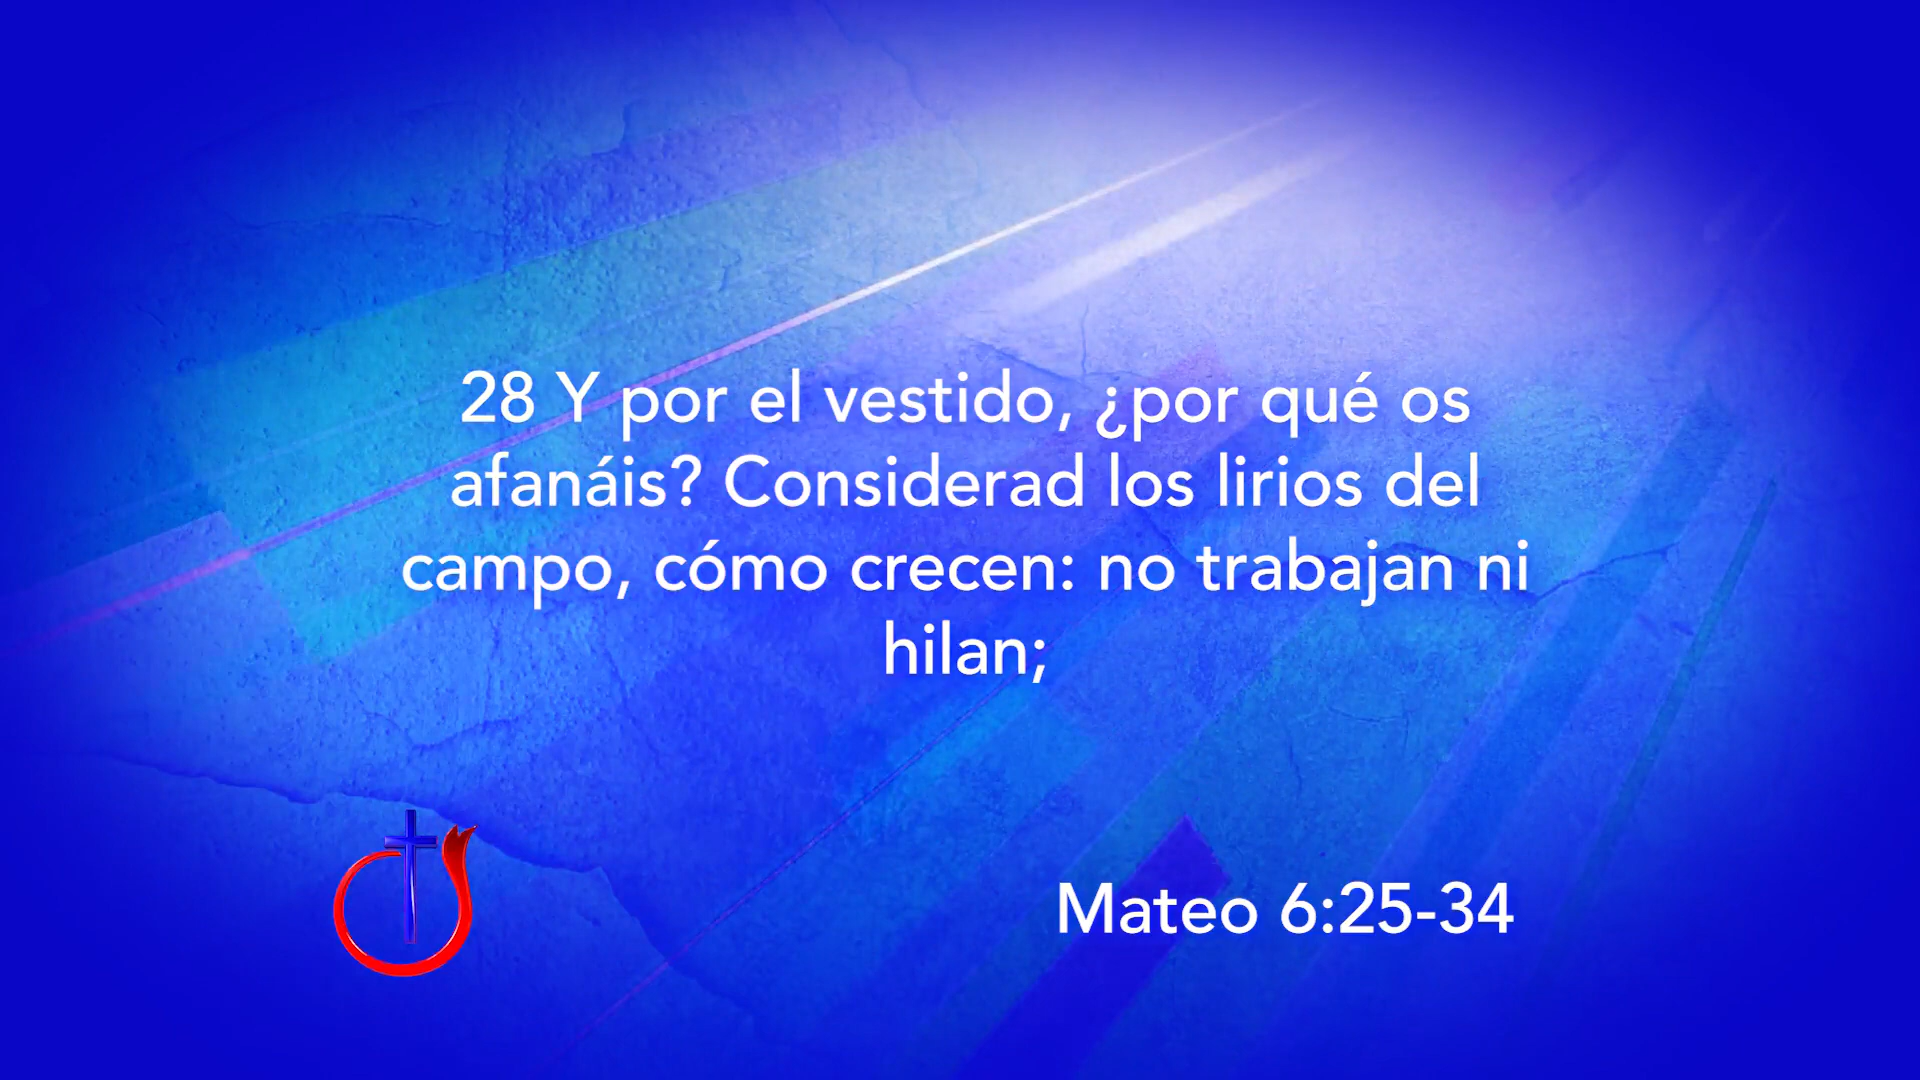 28 Y por el vestido, ¿por qué os
afanáis? Considerad los lirios del
campo, cómo crecen: no trabajan ni
hilan;
Mateo 6:25-34